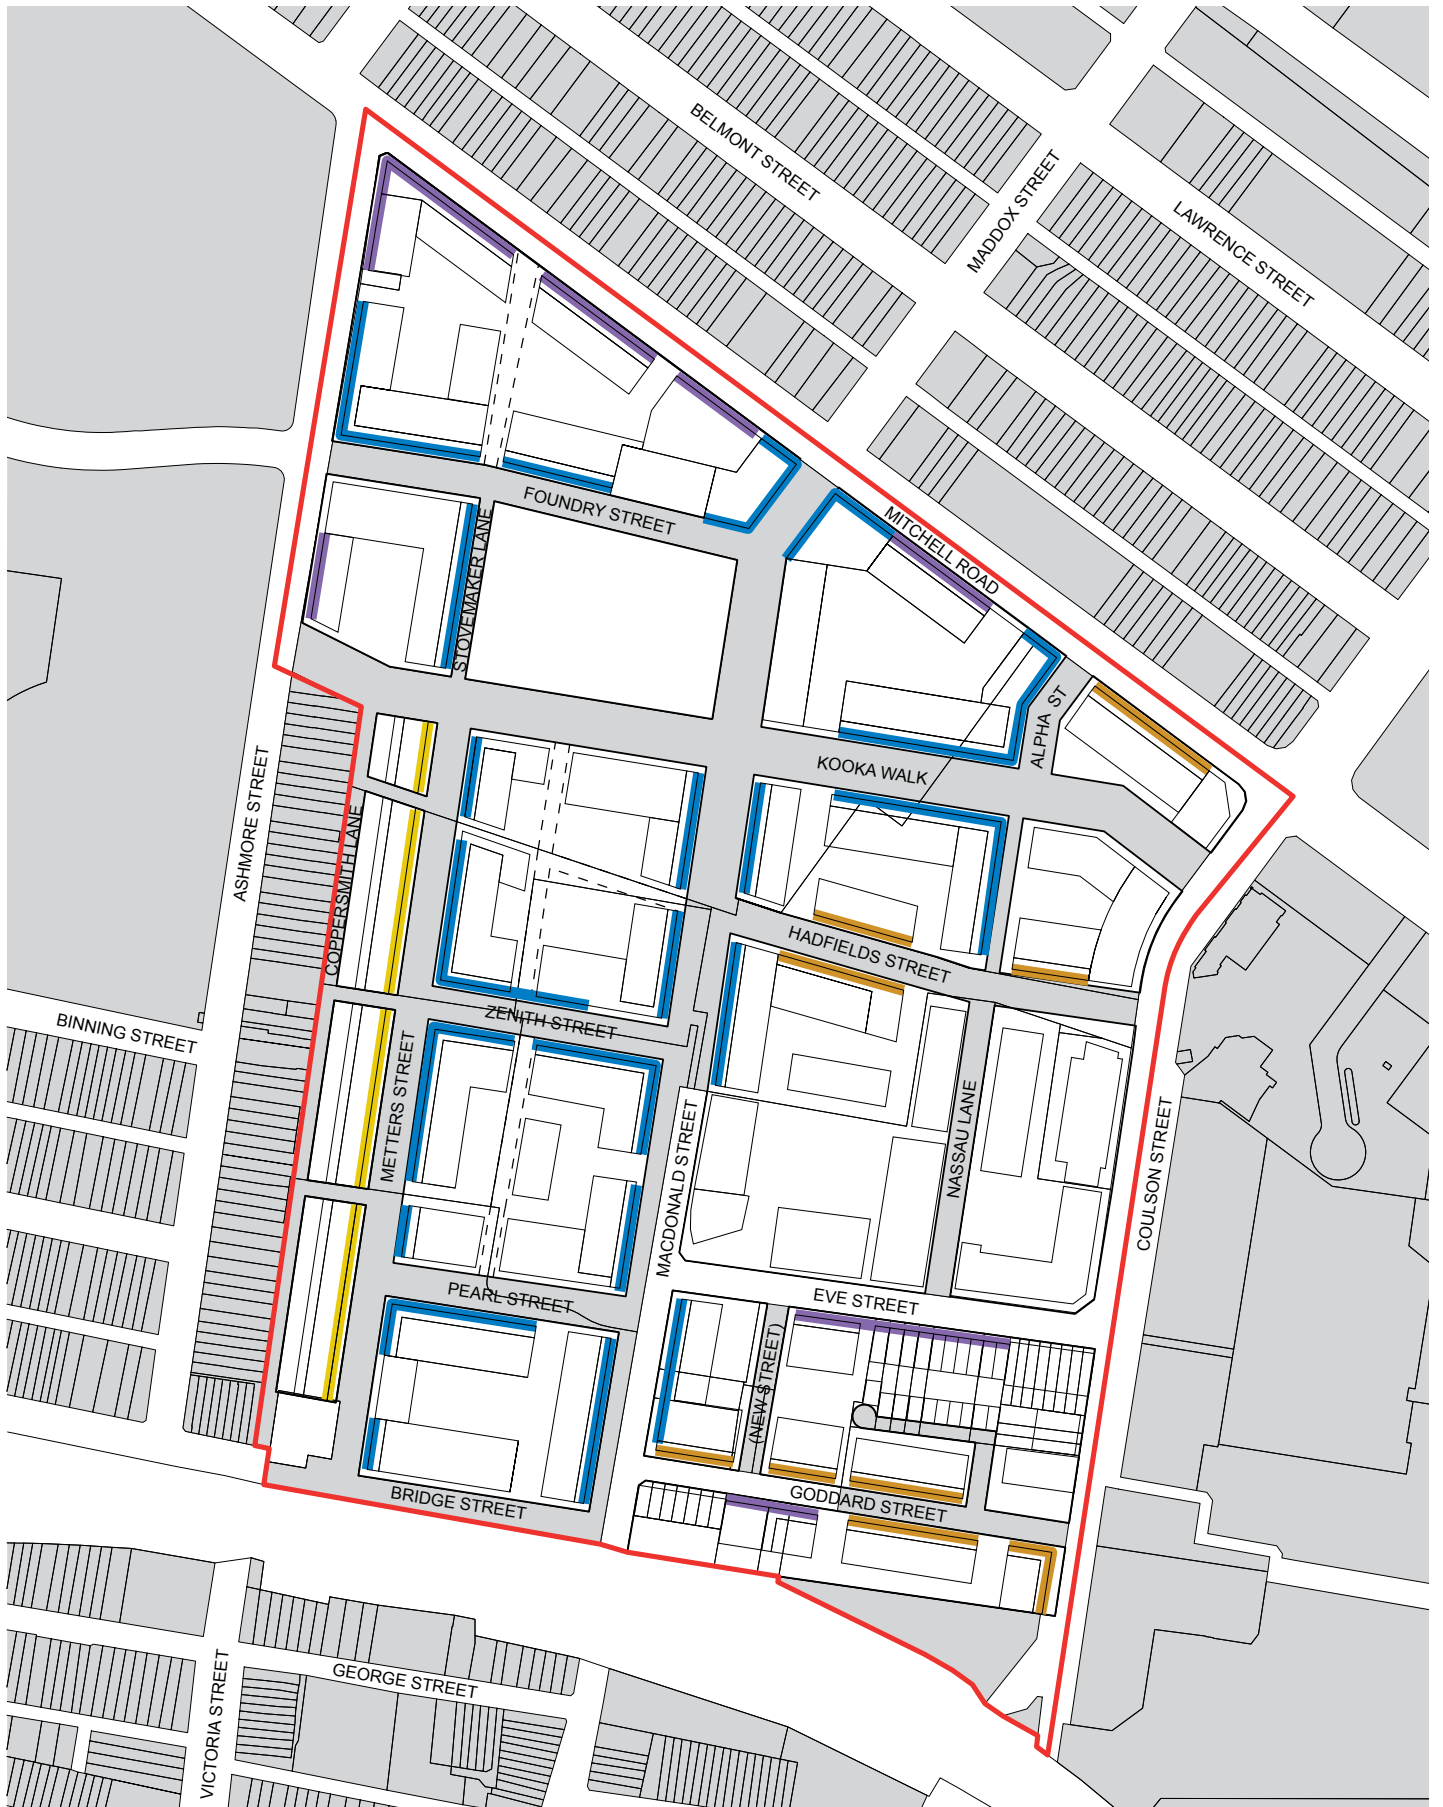 BELMONT STREET
MADDOX STREET
LAWRENCE STREET
FOUNDRY STREET
MITCHELL ROAD
STOVEMAKER LANE
ALPHA ST
KOOKA WALK
ASHMORE STREET
COPPERSMITH LANE
HADFIELDS STREET
ZENITH STREET
BINNING STREET
METTERS STREET
NASSAU LANE
MACDONALD STREET
COULSON STREET
PEARL STREET
EVE STREET
(NEW STREET)
BRIDGE STREET
GODDARD STREET
GEORGE STREET
VICTORIA STREET